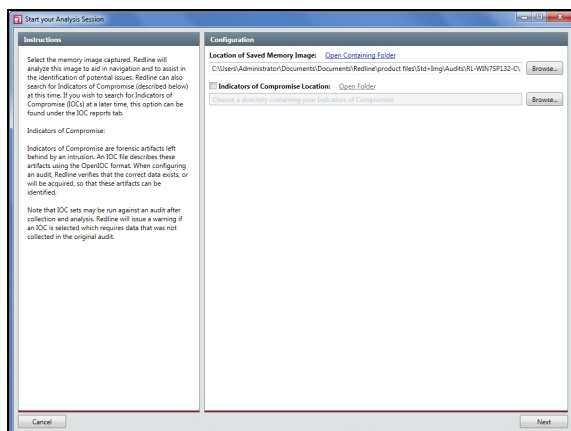 Start your Analysis Session
Instructions
Select the memory image captured. Redline will
analyze this image to aid in navigation and to assist in
the identification of potential issues. Redline can also
search for Indicators of Compromise (described below)
at this time. If you wish to search for Indicators of
Compromise (IOCs) at a later time, this option can be
found under the IOC reports tab.
Indicators of Compromise:
Indicators of Compromise are forensic artifacts left
behind by an intrusion. An IOC file describes these
artifacts using the OpenIOC format. When configuring
an audit, Redline verifies that the correct data exists, or
will be acquired, so that these artifacts can be
identified.
Note that IOC sets may be run against an audit after
collection and analysis. Redline will issue a warning if
an IOC is selected which requires data that was not
collected in the original audit.
Configuration
Location of Saved Memory Image: Open Containing Folder
C:\Users\Administrator\Documents\Documents\Redline\product files\Std+Img\Audits\RL-WIN7SP132-C\ Browse...
Indicators of Compromise Location: Open Folder
Choose a directory containing your Indicators of Compromise Browse...
Cancel Next